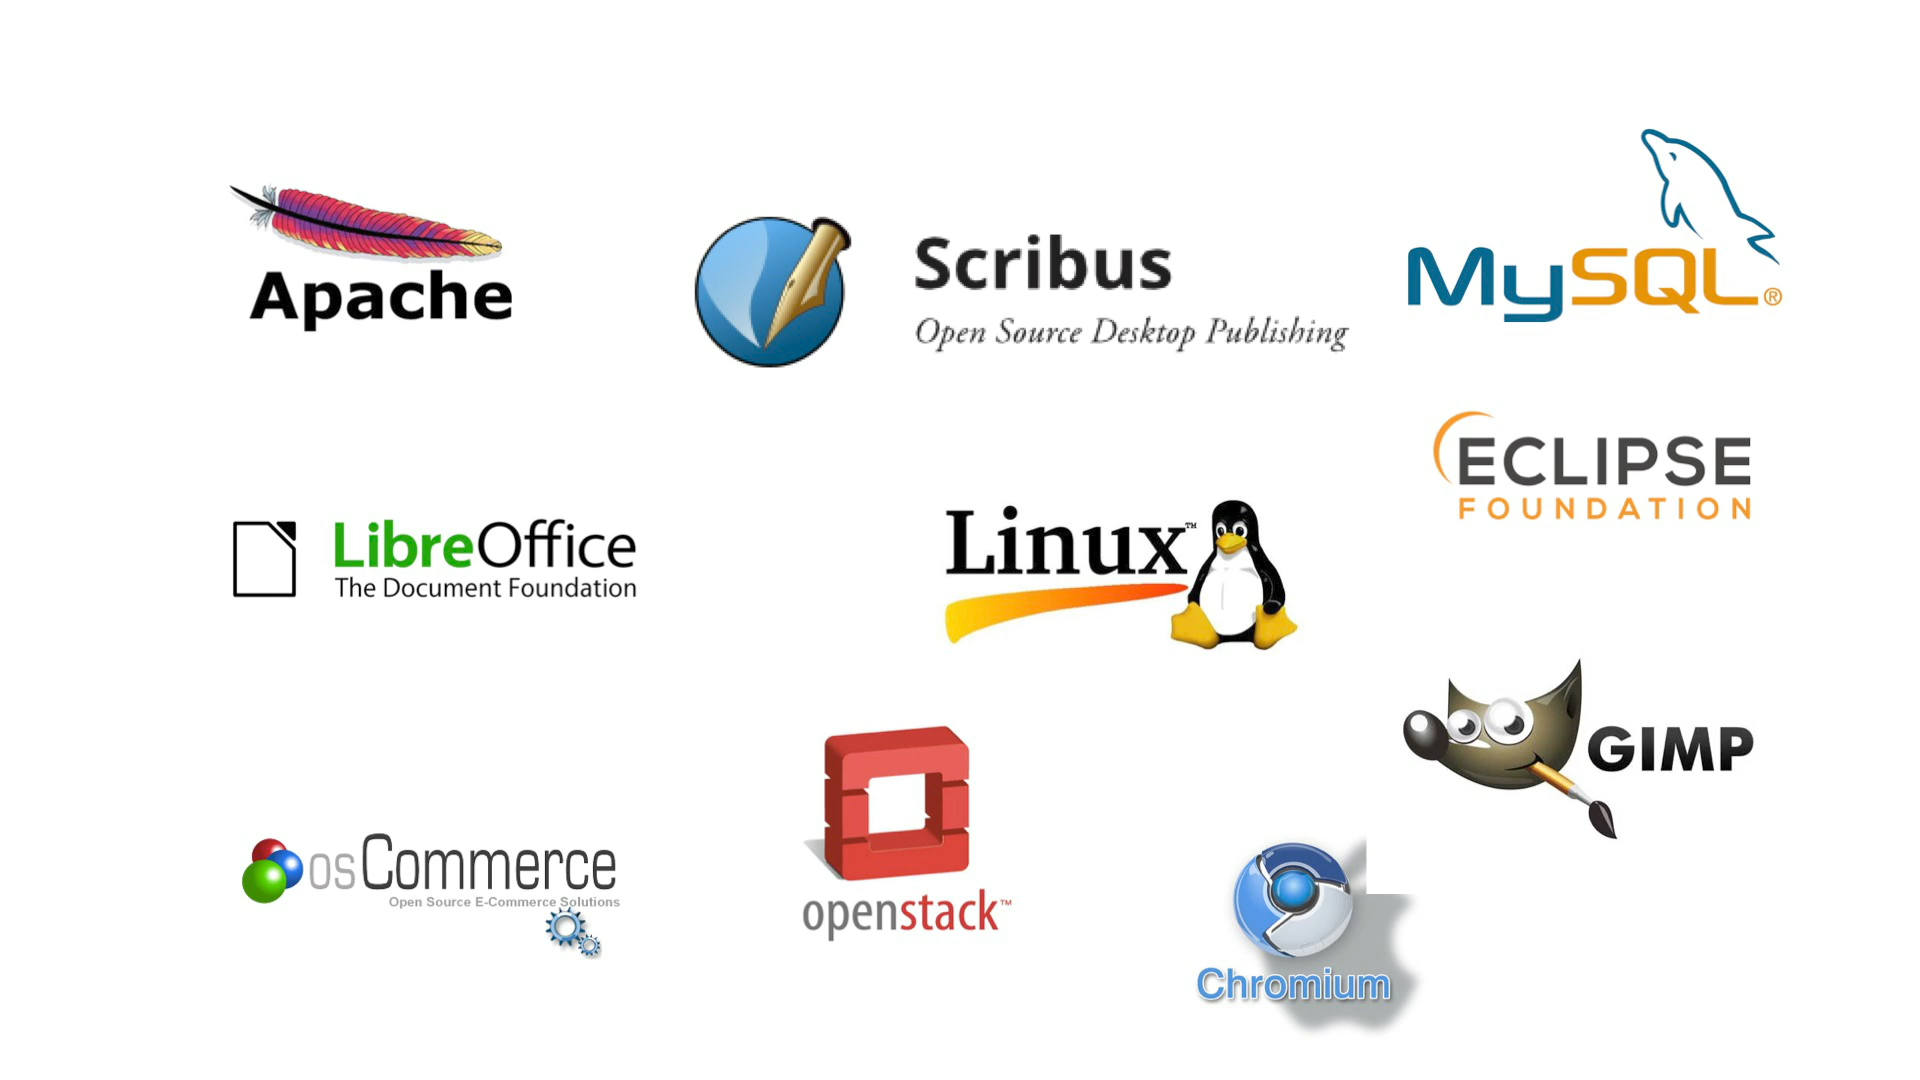 Apache
Scribus
Open Source Desktop Publishing
MySQL®
ECLIPSE
FOUNDATION
LibreOffice
The Document Foundation
Linux™
GIMP
osCommerce
Open Source E-Commerce Solutions
openstack™
Chromium